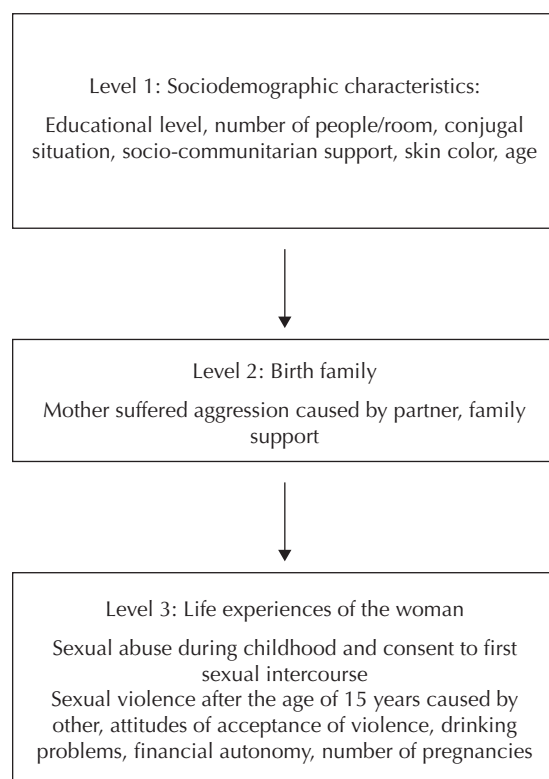 Level 1: Sociodemographic characteristics:
Educational level, number of people/room, conjugal
situation, socio-communitarian support, skin color, age
Level 2: Birth family
Mother suffered aggression caused by partner, family
support
Level 3: Life experiences of the woman
Sexual abuse during childhood and consent to first
sexual intercourse
Sexual violence after the age of 15 years caused by
other, attitudes of acceptance of violence, drinking
problems, financial autonomy, number of pregnancies